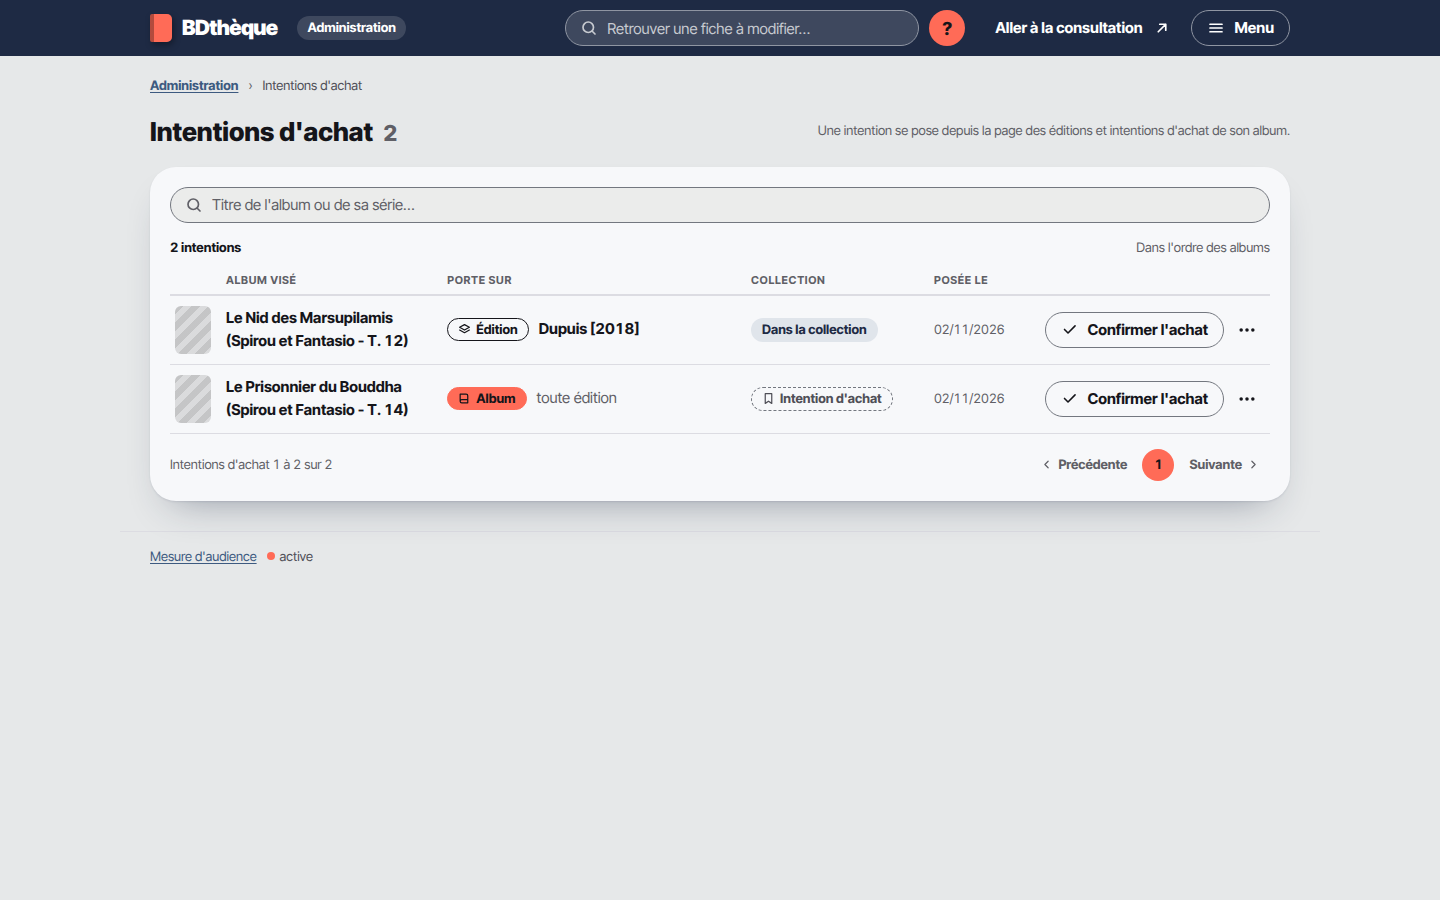 BDthèque
Administration
Retrouver une fiche à modifier...
?
Aller à la consultation
Menu
Administration › Intentions d'achat
Intentions d'achat 2
Une intention se pose depuis la page des éditions et intentions d'achat de son album.
Titre de l'album ou de sa série...
2 intentions
Dans l'ordre des albums
ALBUM VISÉ PORTE SUR COLLECTION POSÉE LE
Le Nid des Marsupilamis
(Spirou et Fantasio - T. 12)
Édition Dupuis [2018]
Dans la collection
02/11/2026
Confirmer l'achat
Le Prisonnier du Bouddha
(Spirou et Fantasio - T. 14)
Album toute édition
Intention d'achat
02/11/2026
Confirmer l'achat
Intentions d'achat 1 à 2 sur 2
Précédente 1 Suivante
Mesure d'audience active